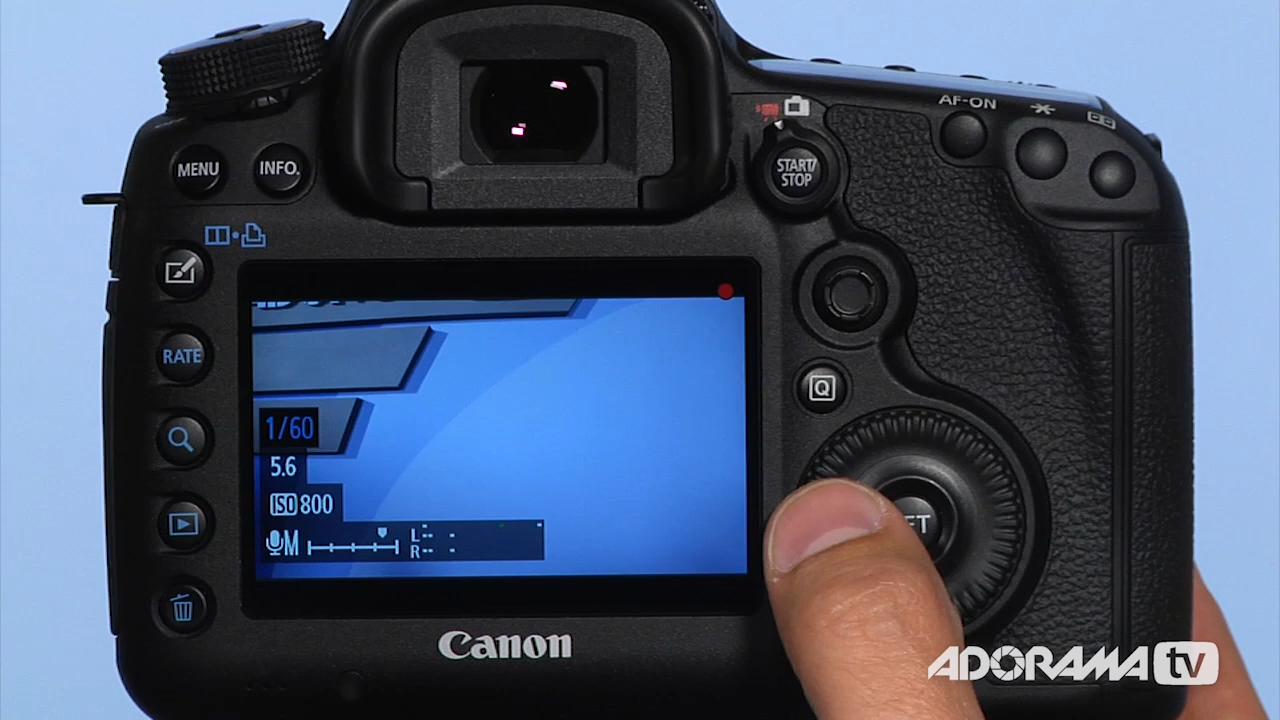 AF-ON
MENU
INFO.
START/
STOP
RATE
Q
1/60
5.6
ISO 800
M
L
R
Canon
ADORAMA tv